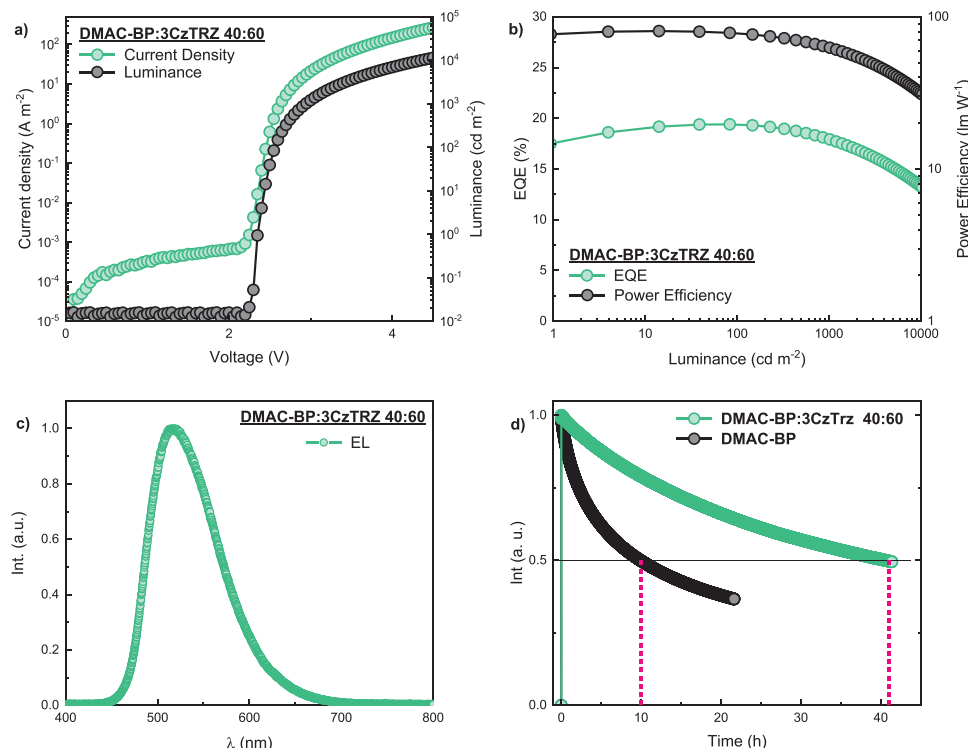 a)
DMAC-BP:3CzTRZ 40:60
Current Density
Luminance
10²
10¹
10⁰
10⁻¹
10⁻²
10⁻³
10⁻⁴
10⁻⁵
Current density (A m⁻²)
10⁵
10⁴
10³
10²
10¹
10⁰
10⁻¹
10⁻²
Luminance (cd m⁻²)
0 2 4
Voltage (V)
b)
30
25
20
15
10
5
0
EQE (%)
100
10
1
Power Efficiency (lm W⁻¹)
DMAC-BP:3CzTRZ 40:60
EQE
Power Efficiency
1 10 100 1000 10000
Luminance (cd m⁻²)
c)
DMAC-BP:3CzTRZ 40:60
EL
1.0
0.8
0.6
0.4
0.2
0.0
Int. (a.u.)
400 500 600 700 800
λ (nm)
d)
DMAC-BP:3CzTrz 40:60
DMAC-BP
1.0
0.5
0.0
Int (a. u.)
0 10 20 30 40
Time (h)